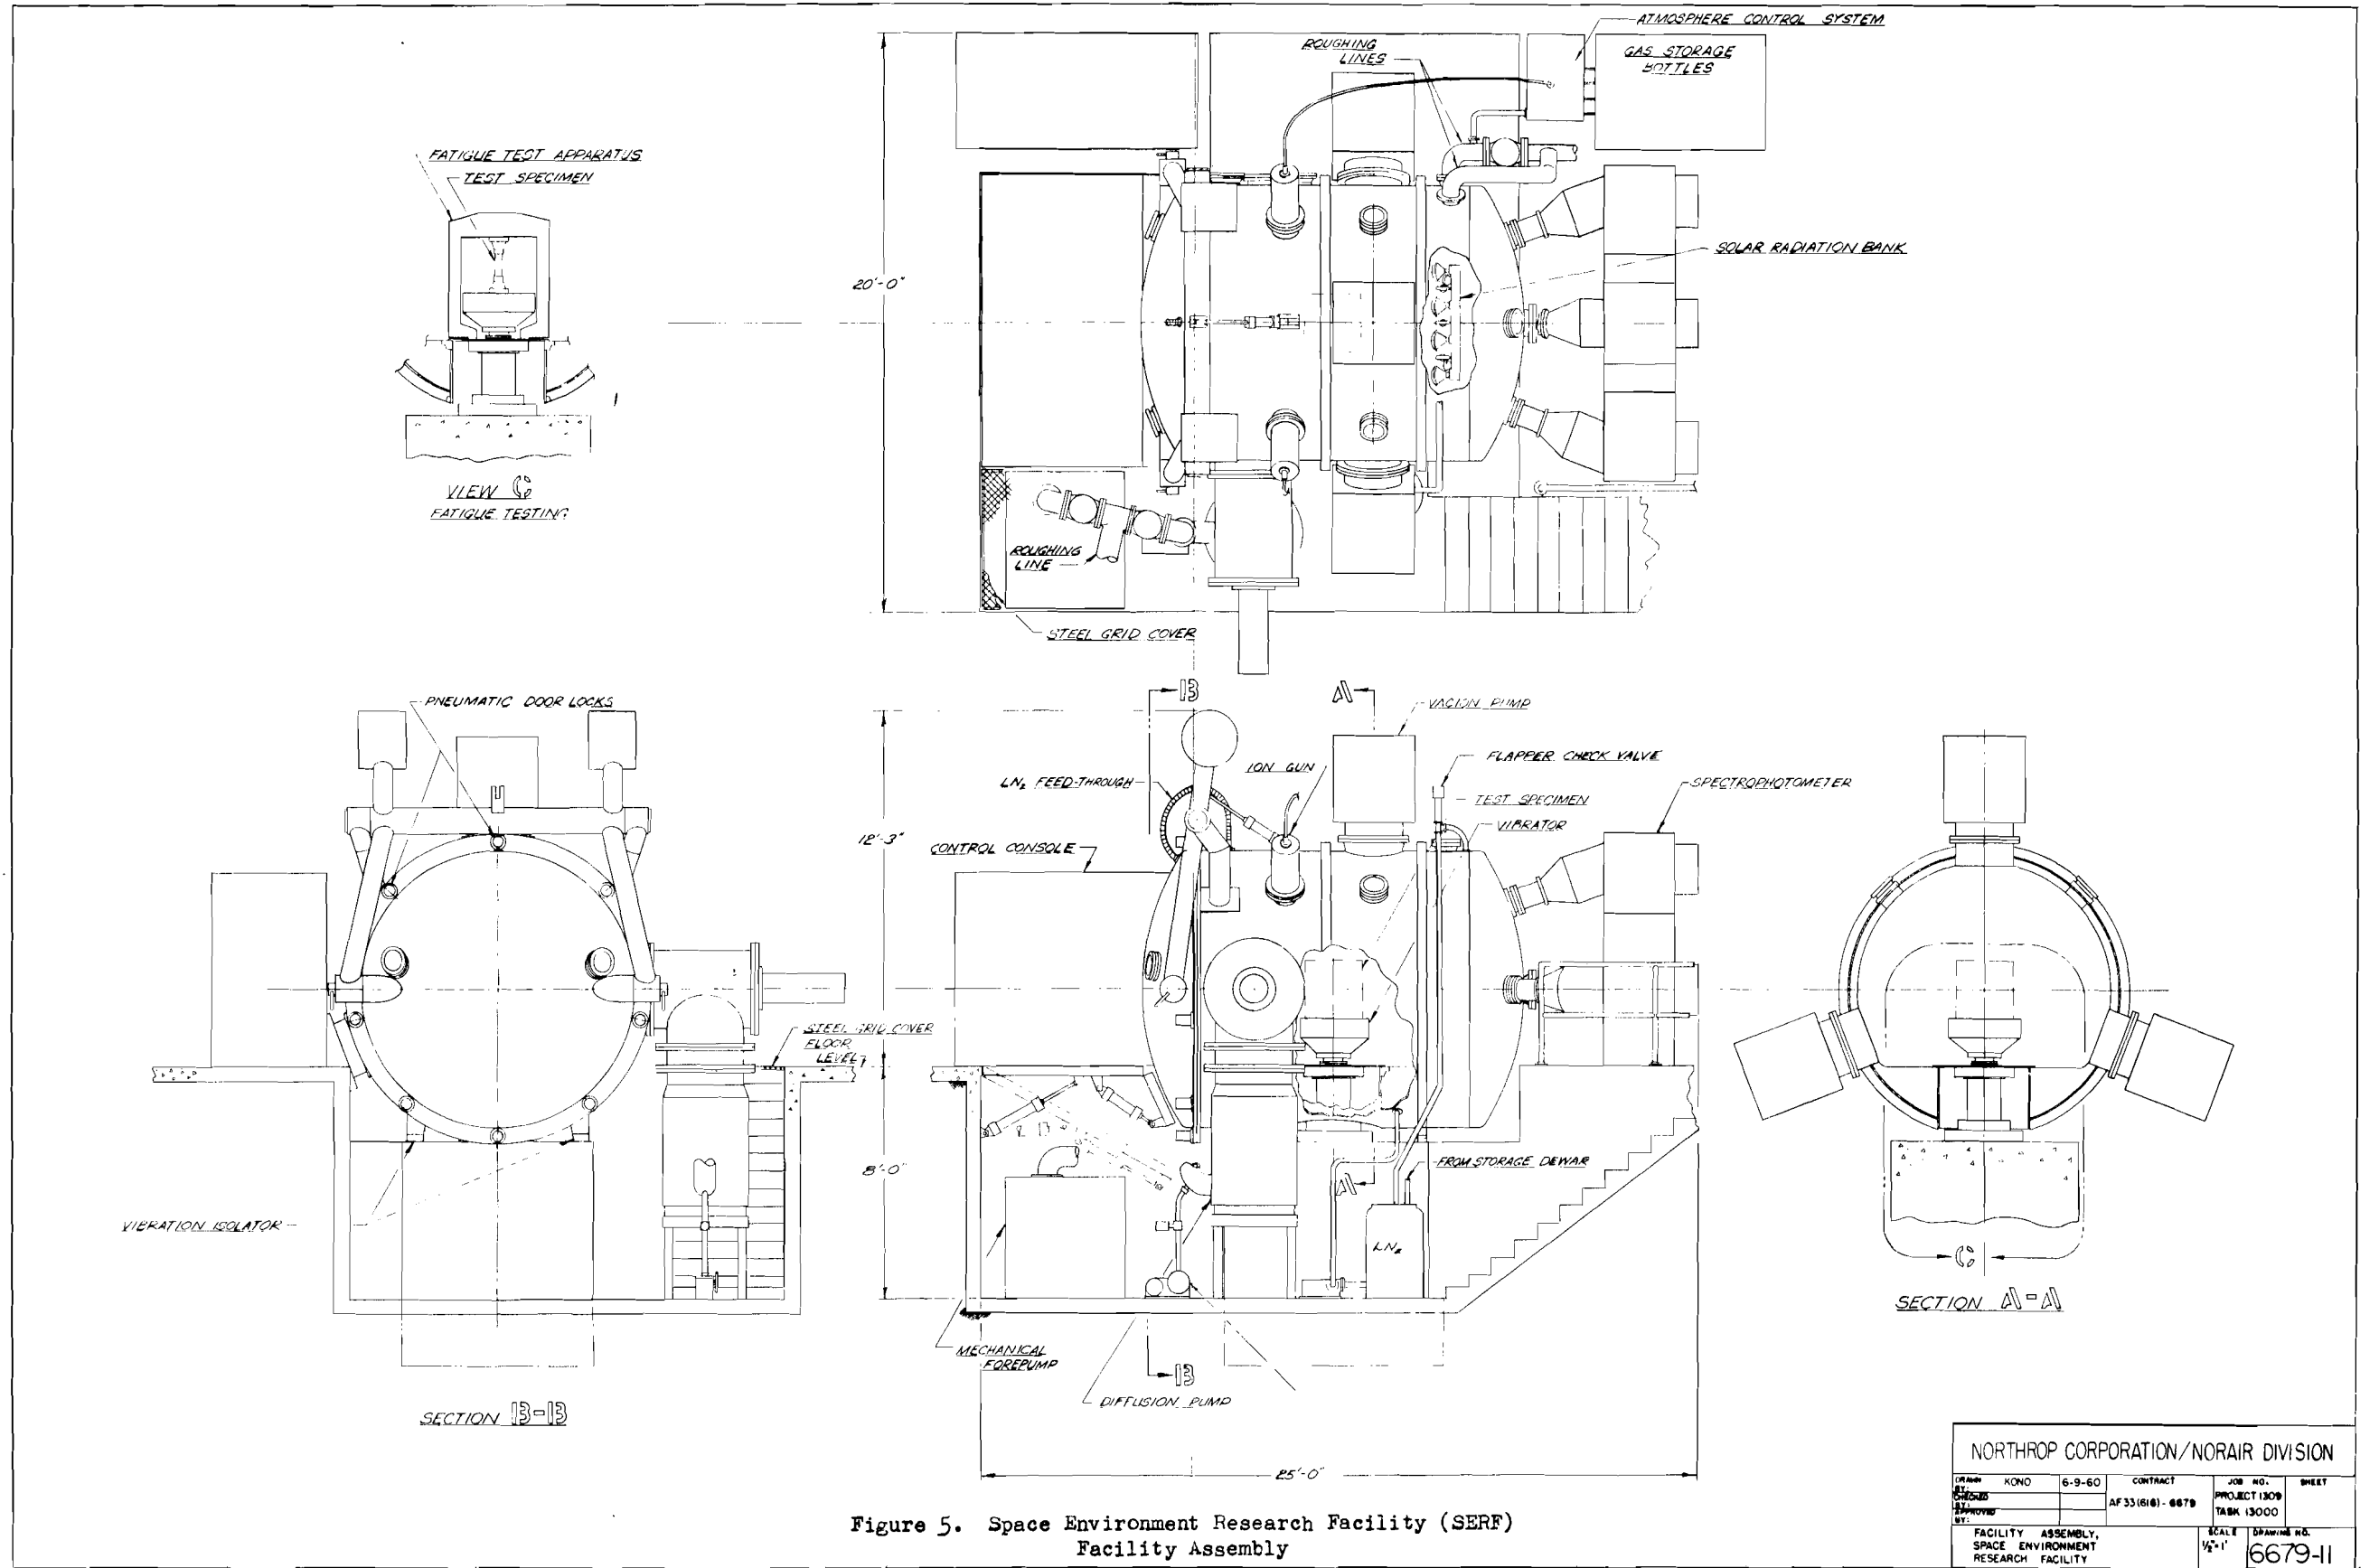 ATMOSPHERE CONTROL SYSTEM
ROUGHING
LINES
GAS STORAGE
BOTTLES
FATIGUE TEST APPARATUS
TEST SPECIMEN
SOLAR RADIATION BANK
20'-0"
VIEW C
FATIGUE TESTING
ROUGHING
LINE
STEEL GRID COVER
B
A
PNEUMATIC DOOR LOCKS
VACION PUMP
FLAPPER CHECK VALVE
ION GUN
LN2 FEED-THROUGH
SPECTROPHOTOMETER
TEST SPECIMEN
VIBRATOR
12'-3"
CONTROL CONSOLE
STEEL GRID COVER
FLOOR
LEVEL
8'-0"
FROM STORAGE DEWAR
A
VIBRATION ISOLATOR
LN2
C
SECTION A-A
MECHANICAL
FOREPUMP
B
DIFFUSION PUMP
SECTION B-B
25'-0"
Figure 5. Space Environment Research Facility (SERF)
Facility Assembly
NORTHROP CORPORATION/NORAIR DIVISION
DRAWN BY: KONO 6-9-60 CONTRACT JOB NO. SHEET
CHECKED BY: AF 33(616)-6679 PROJECT 1309
APPROVED BY: TASK 13000
FACILITY ASSEMBLY,
SPACE ENVIRONMENT
RESEARCH FACILITY
SCALE
1/2"=1'
DRAWING NO.
6679-11